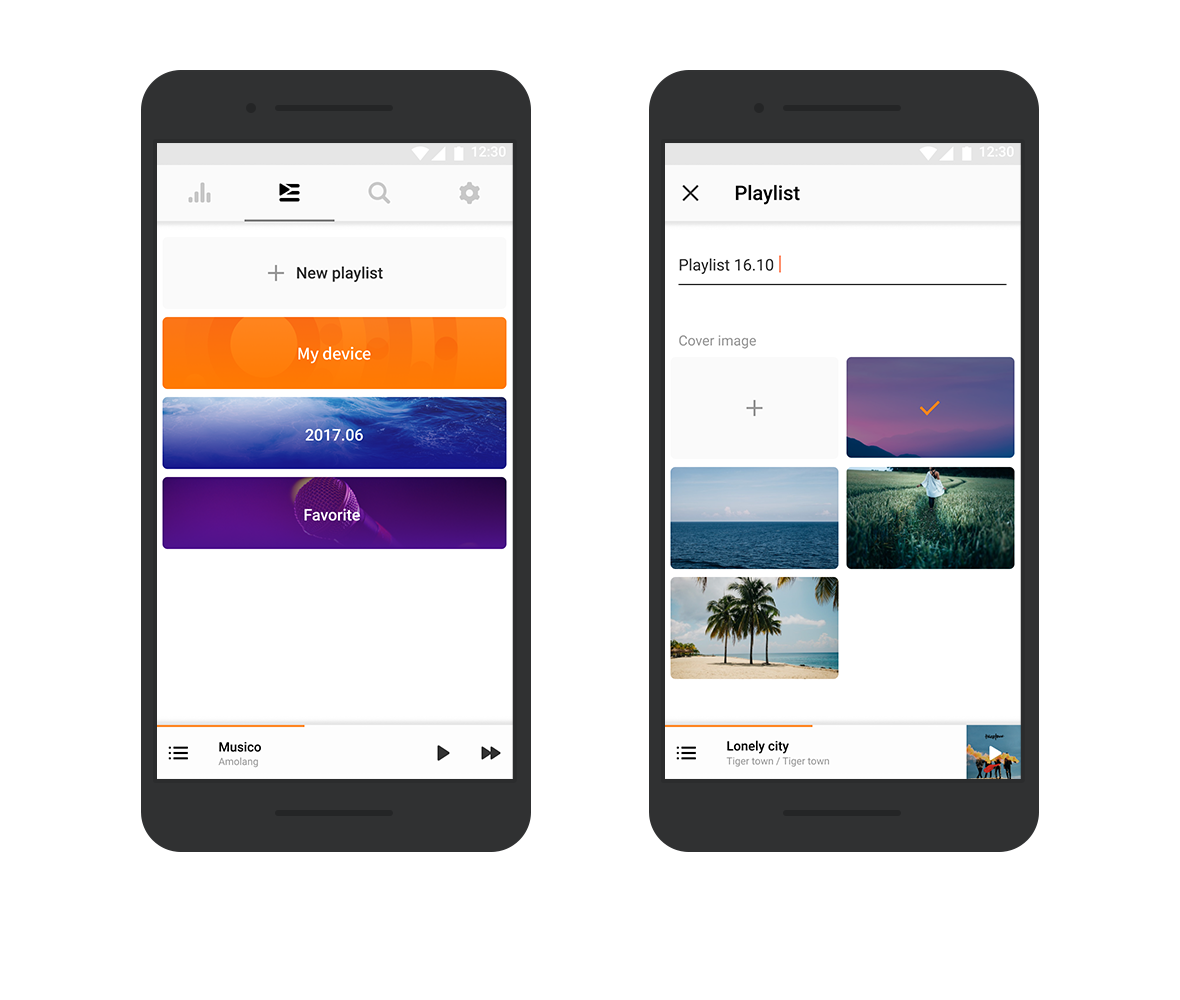 12:30
New playlist
My device
2017.06
Favorite
Musico
Amolang
12:30
Playlist
Playlist 16.10
Cover image
Lonely city
Tiger town / Tiger town